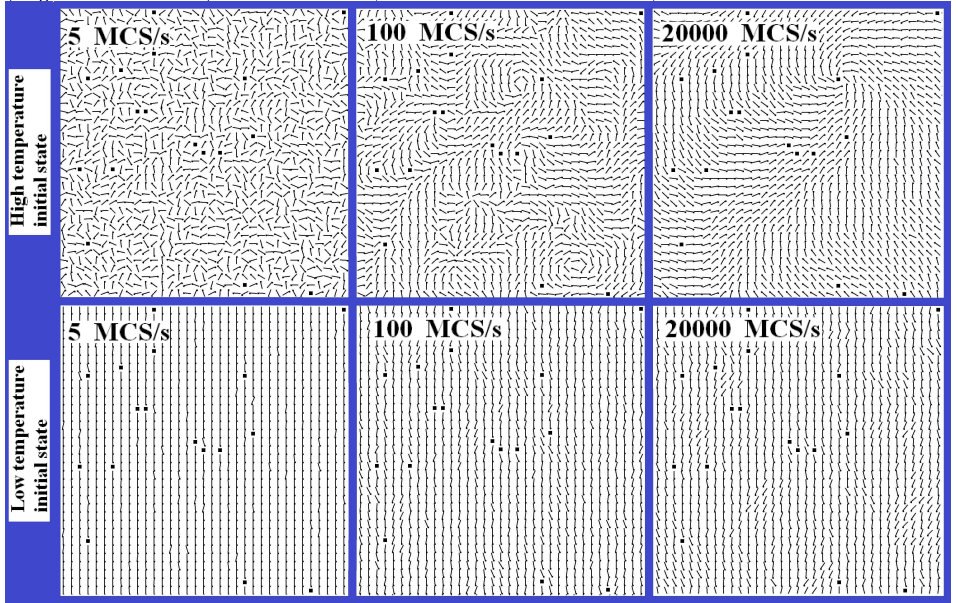 High temperature
initial state
5 MCS/s
100 MCS/s
20000 MCS/s
Low temperature
initial state
5 MCS/s
100 MCS/s
20000 MCS/s